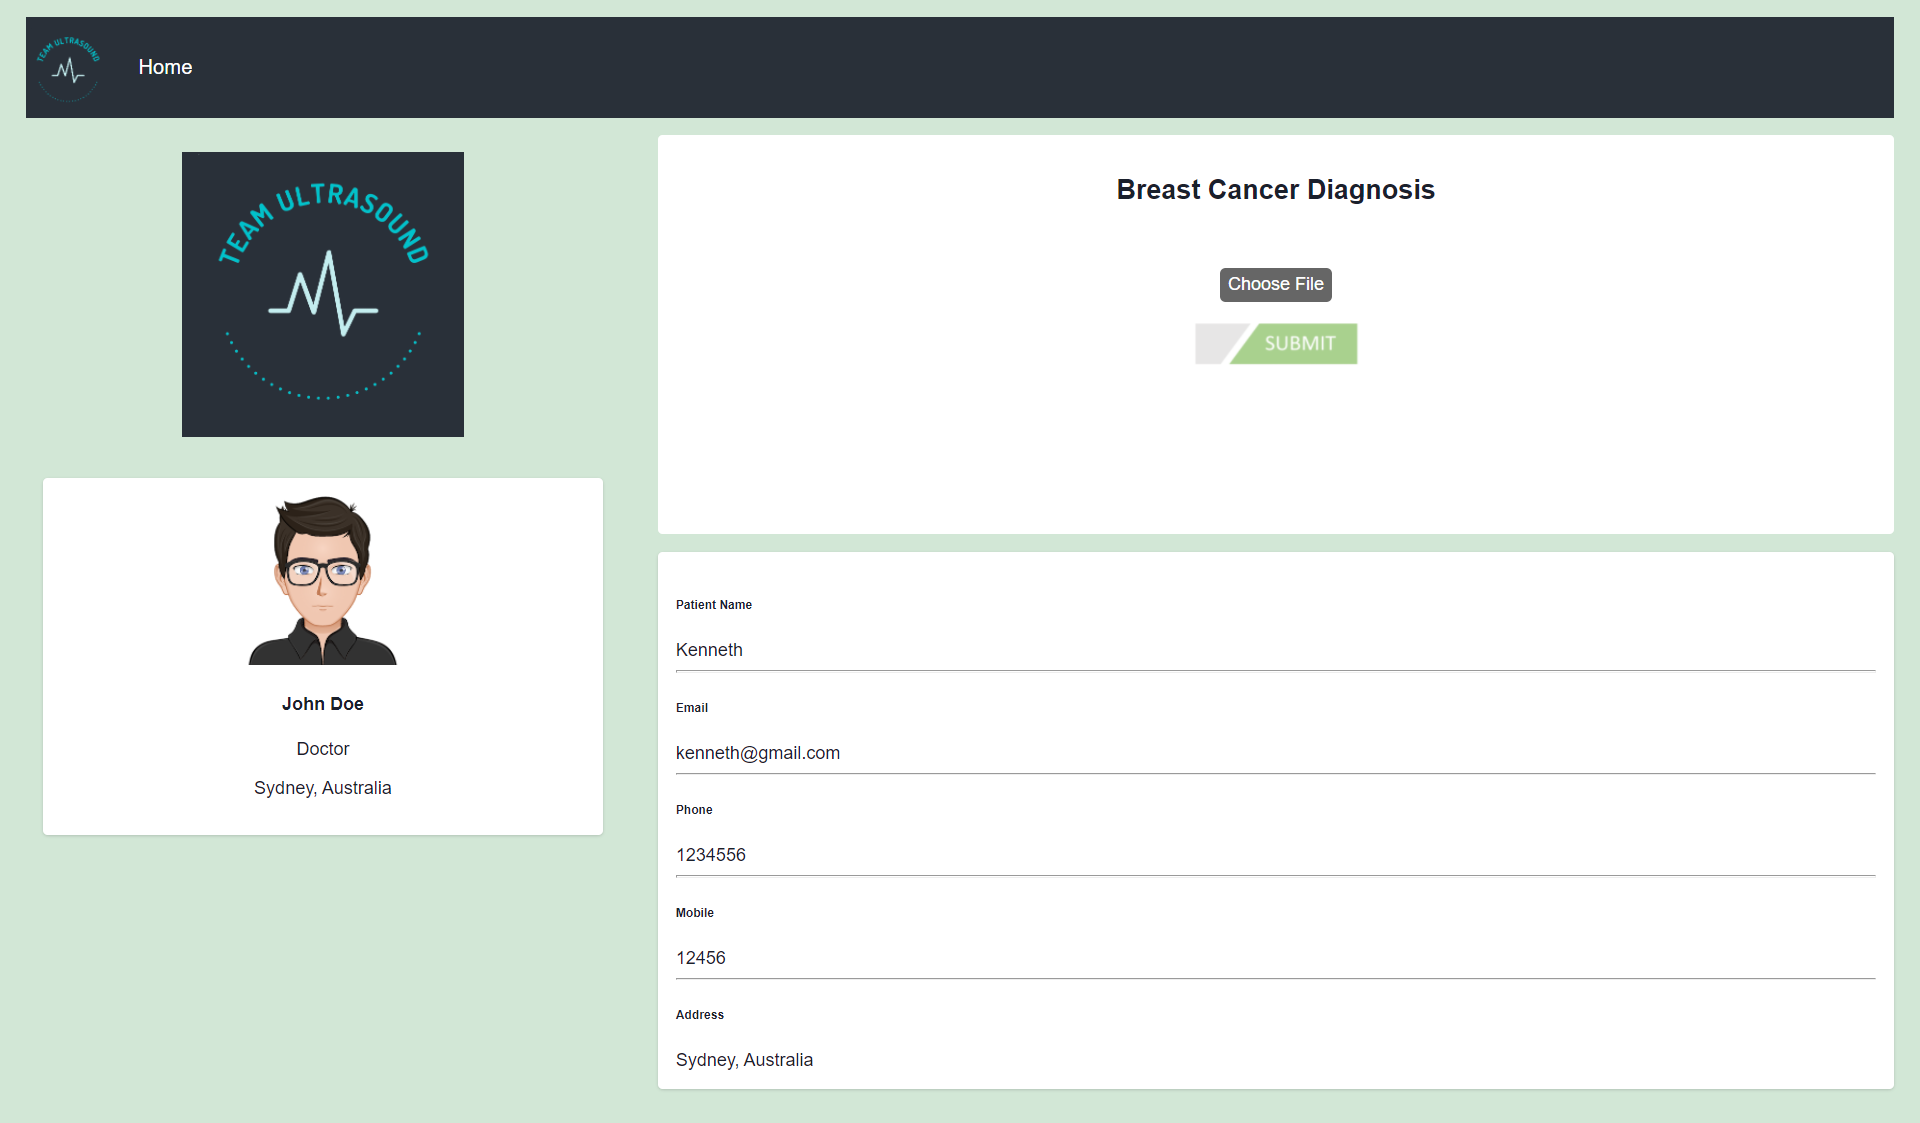 TEAM ULTRASOUND
Home
TEAM ULTRASOUND
John Doe
Doctor
Sydney, Australia
Breast Cancer Diagnosis
Choose File
SUBMIT
Patient Name
Kenneth
Email
kenneth@gmail.com
Phone
1234556
Mobile
12456
Address
Sydney, Australia